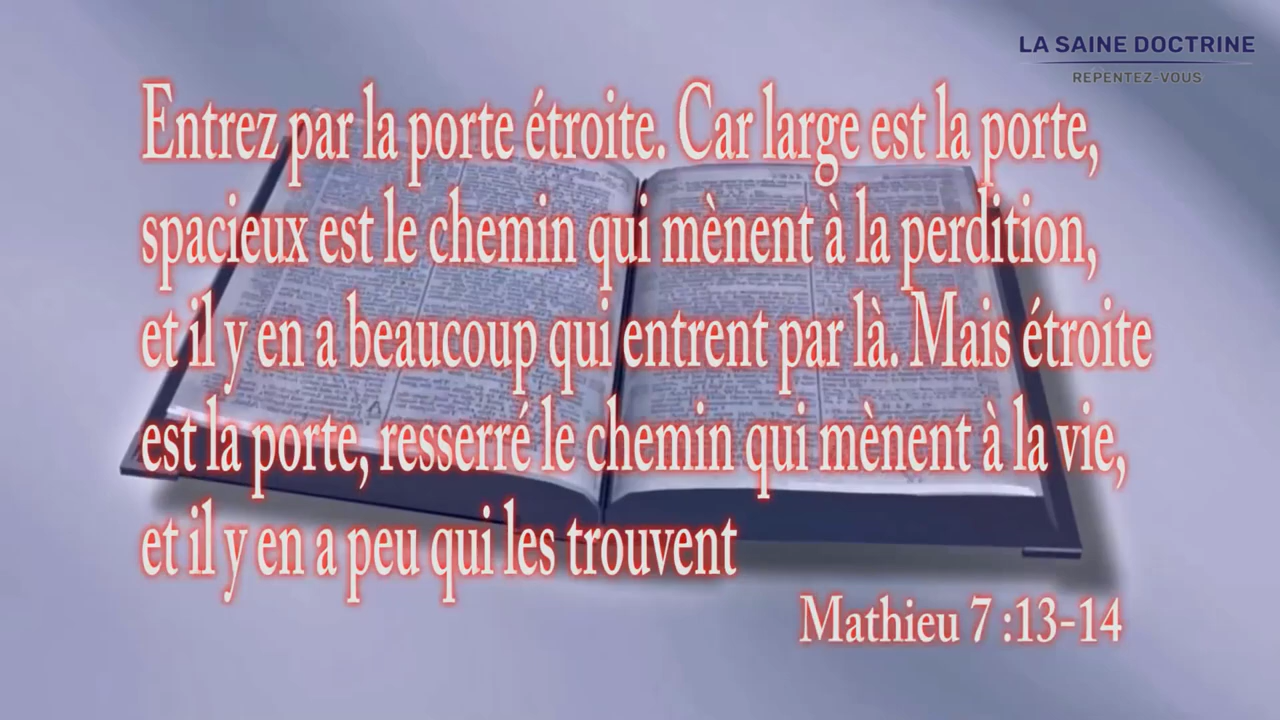 LA SAINE DOCTRINE
REPENTEZ-VOUS
Entrez par la porte étroite. Car large est la porte,
spacieux est le chemin qui mènent à la perdition,
et il y en a beaucoup qui entrent par là. Mais étroite
est la porte, resserré le chemin qui mènent à la vie,
et il y en a peu qui les trouvent
Mathieu 7 :13-14